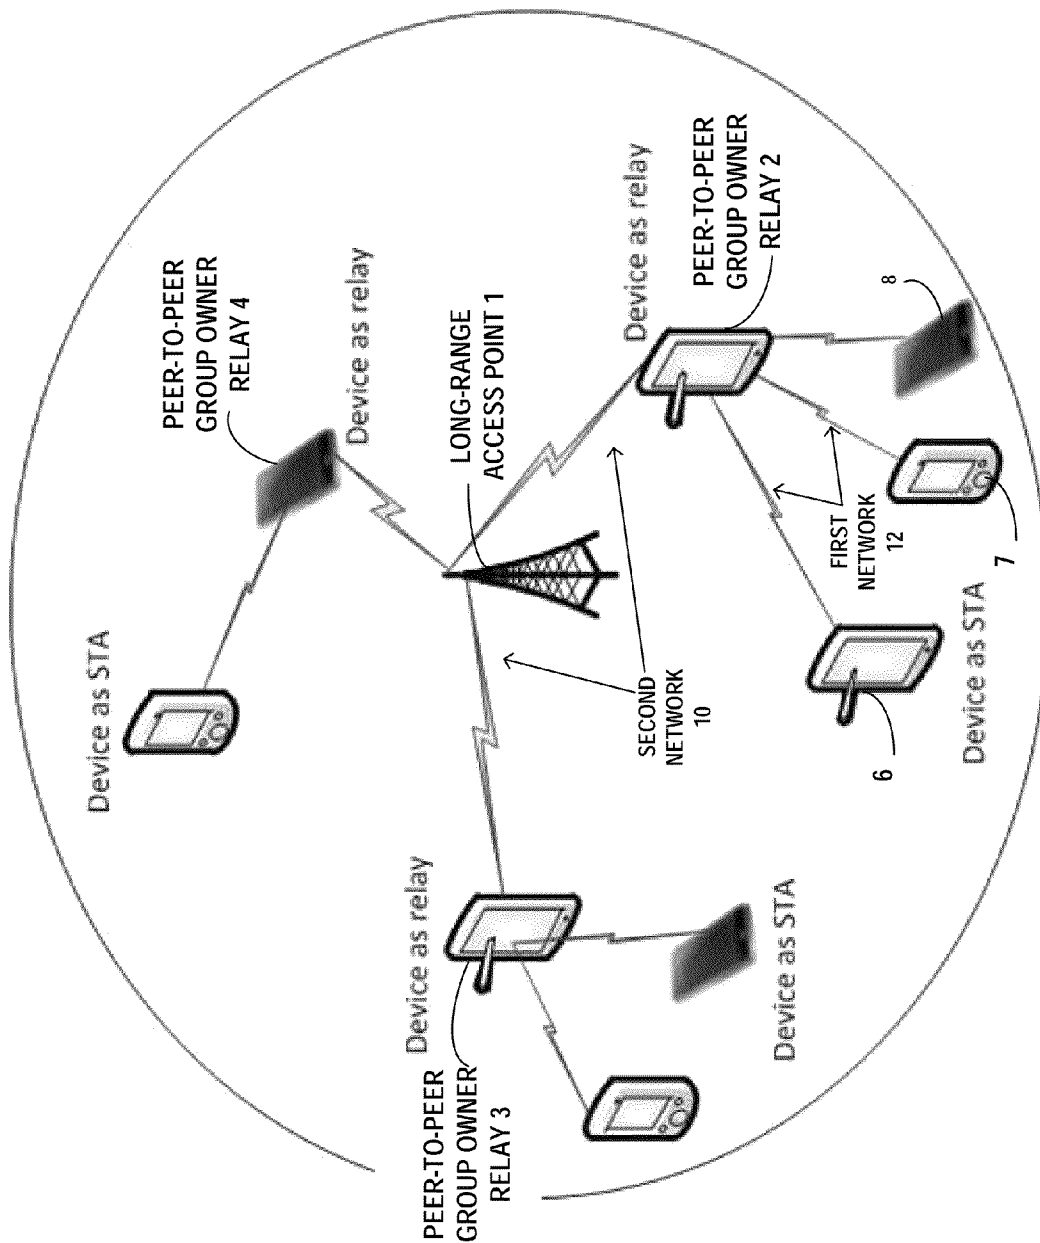 Device as STA
PEER-TO-PEER
GROUP OWNER
RELAY 4
Device as relay
Device as relay
PEER-TO-PEER
GROUP OWNER
RELAY 3
LONG-RANGE
ACCESS POINT 1
Device as relay
SECOND
NETWORK
10
PEER-TO-PEER
GROUP OWNER
RELAY 2
Device as STA
FIRST
NETWORK
12
6
8
Device as STA
7